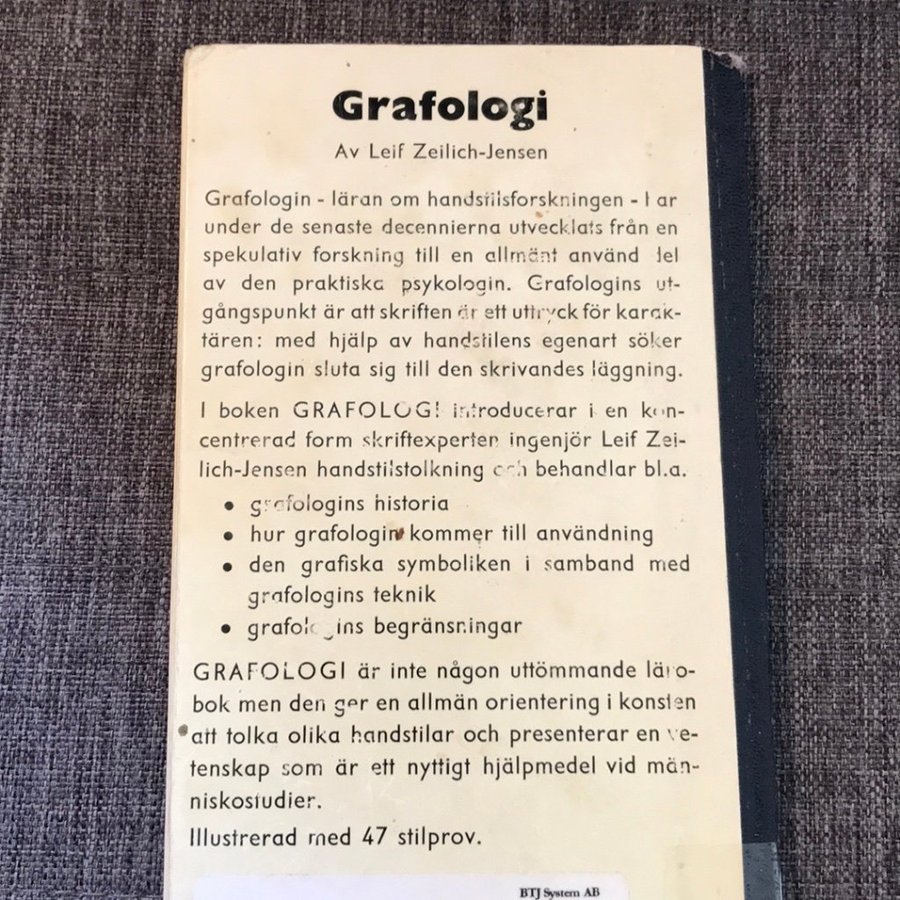 Grafologi
Av Leif Zeilich-Jensen
Grafologin - läran om handstilsforskningen - har
under de senaste decennierna utvecklats från en
spekulativ forskning till en allmänt använd del
av den praktiska psykologin. Grafologins ut-
gångspunkt är att skriften är ett uttryck för karak-
tären: med hjälp av handstilens egenart söker
grafologin sluta sig till den skrivandes läggning.
I boken GRAFOLOGI introducerar i en kon-
centrerad form skriftexperten ingenjör Leif Zei-
lich-Jensen handstilstolkning och behandlar bl.a.
• grafologins historia
• hur grafologin kommer till användning
• den grafiska symboliken i samband med
grafologins teknik
• grafologins begränsningar
GRAFOLOGI är inte någon uttömmande läro-
bok men den ger en allmän orientering i konsten
att tolka olika handstilar och presenterar en ve-
tenskap som är ett nyttigt hjälpmedel vid män-
niskostudier.
Illustrerad med 47 stilprov.
BTJ System AB